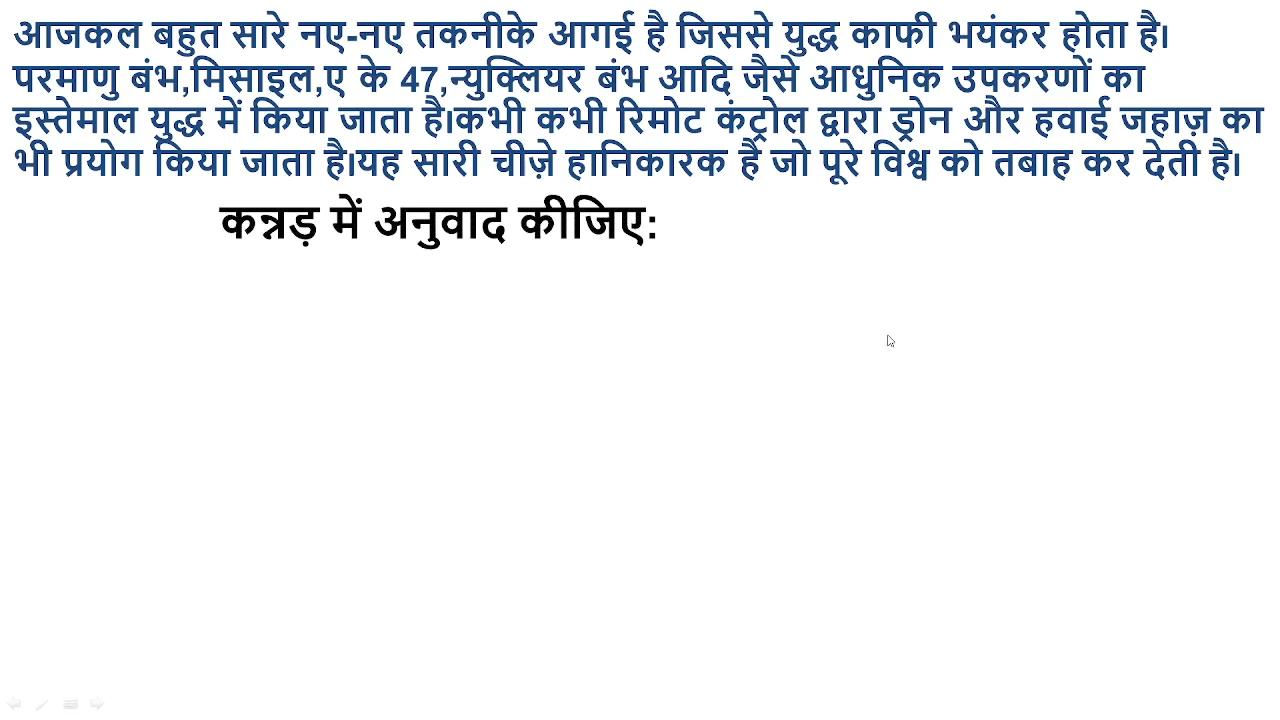 आजकल बहुत सारे नए-नए तकनीके आगई है जिससे युद्ध काफी भयंकर होता है।
परमाणु बंभ,मिसाइल,ए के 47,न्युक्लियर बंभ आदि जैसे आधुनिक उपकरणों का
इस्तेमाल युद्ध में किया जाता है।कभी कभी रिमोट कंट्रोल द्वारा ड्रोन और हवाई जहाज़ का
भी प्रयोग किया जाता है।यह सारी चीज़े हानिकारक हैं जो पूरे विश्व को तबाह कर देती है।
कन्नड़ में अनुवाद कीजिए: